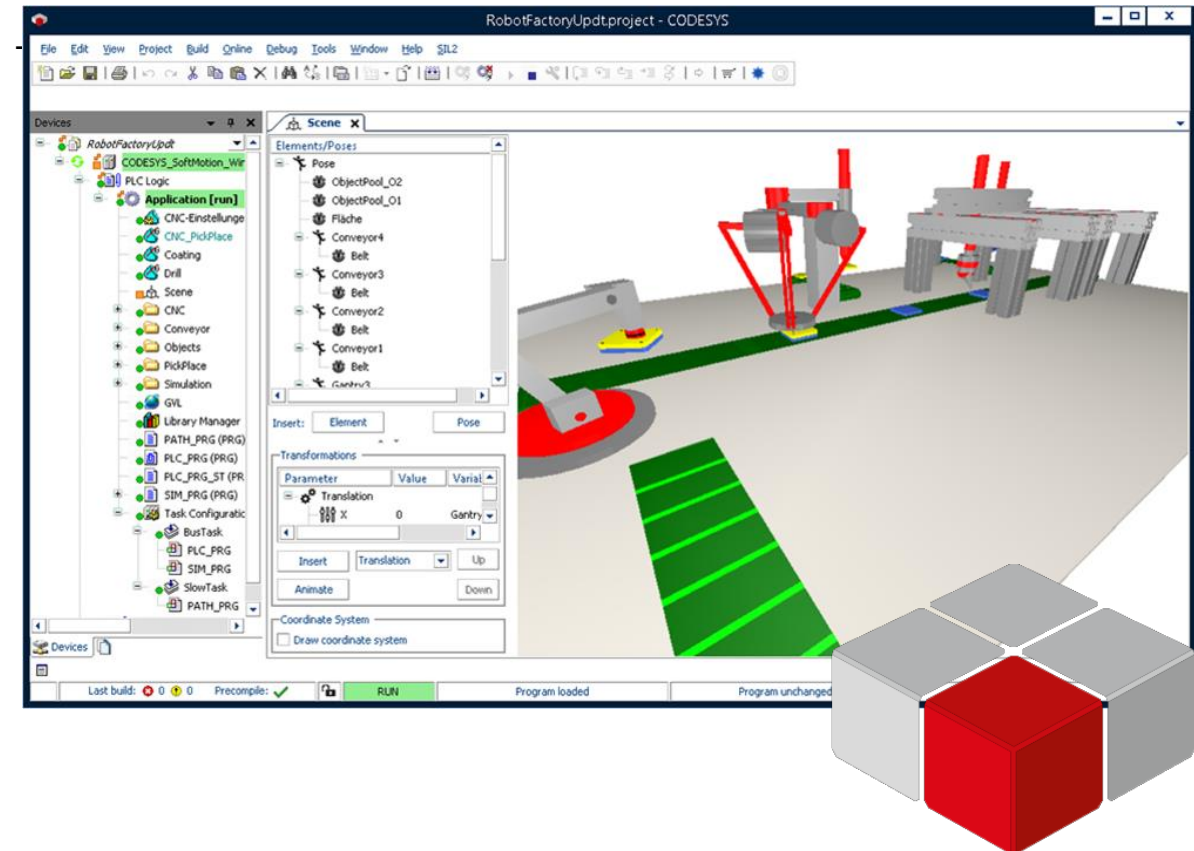 RobotFactoryUpdt.project - CODESYS
File Edit View Project Build Online Debug Tools Window Help SIL2
Devices
Scene
RobotFactoryUpdt
CODESYS_SoftMotion_Wir
PLC Logic
Application [run]
CNC-Einstellunge
CNC_PickPlace
Coating
Drill
Scene
CNC
Conveyor
Objects
PickPlace
Simulation
GVL
Library Manager
PATH_PRG (PRG)
PLC_PRG (PRG)
PLC_PRG_ST (PR
SIM_PRG (PRG)
Task Configuratic
BusTask
PLC_PRG
SIM_PRG
SlowTask
PATH_PRG
Devices
Elements/Poses
Pose
ObjectPool_O2
ObjectPool_O1
Fläche
Conveyor4
Belt
Conveyor3
Belt
Conveyor2
Belt
Conveyor1
Belt
Gantry3
Insert: Element Pose
Transformations
Parameter Value Variat
Translation
X 0 Gantry
Insert Translation Up
Animate Down
Coordinate System
Draw coordinate system
Last build: 0 0 Precompile: RUN Program loaded Program unchanged